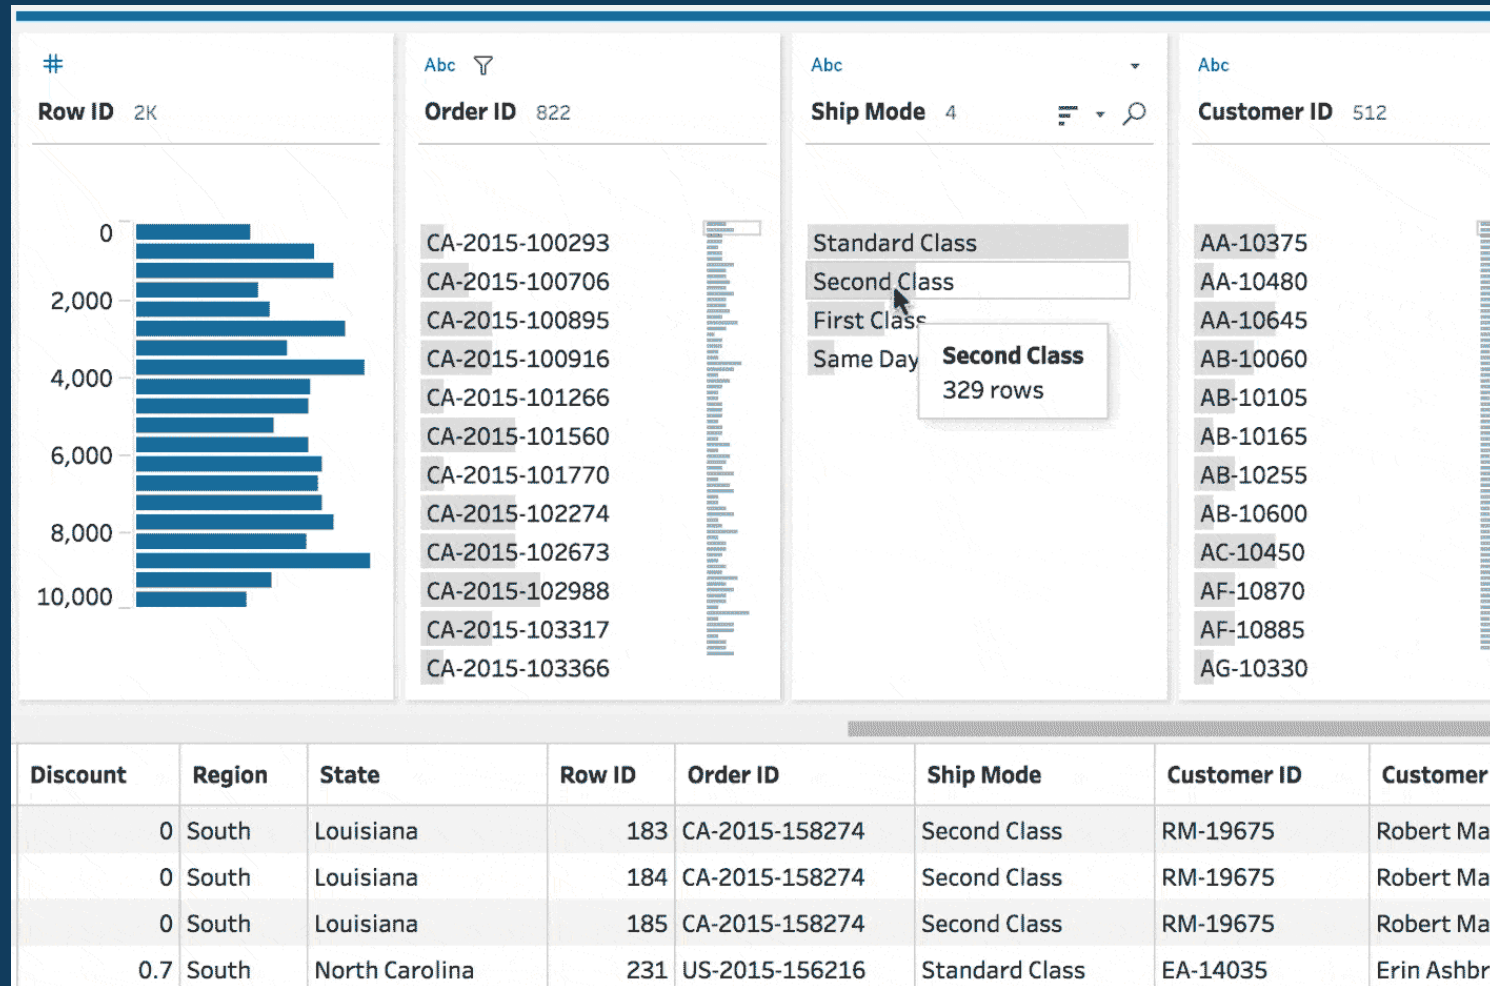 #
Row ID 2K
0
2,000
4,000
6,000
8,000
10,000
Abc
Order ID 822
CA-2015-100293
CA-2015-100706
CA-2015-100895
CA-2015-100916
CA-2015-101266
CA-2015-101560
CA-2015-101770
CA-2015-102274
CA-2015-102673
CA-2015-102988
CA-2015-103317
CA-2015-103366
Abc
Ship Mode 4
Standard Class
Second Class
First Class
Same Day
Second Class
329 rows
Abc
Customer ID 512
AA-10375
AA-10480
AA-10645
AB-10060
AB-10105
AB-10165
AB-10255
AB-10600
AC-10450
AF-10870
AF-10885
AG-10330
Discount Region State Row ID Order ID Ship Mode Customer ID Customer
0 South Louisiana 183 CA-2015-158274 Second Class RM-19675 Robert Ma
0 South Louisiana 184 CA-2015-158274 Second Class RM-19675 Robert Ma
0 South Louisiana 185 CA-2015-158274 Second Class RM-19675 Robert Ma
0.7 South North Carolina 231 US-2015-156216 Standard Class EA-14035 Erin Ashbr